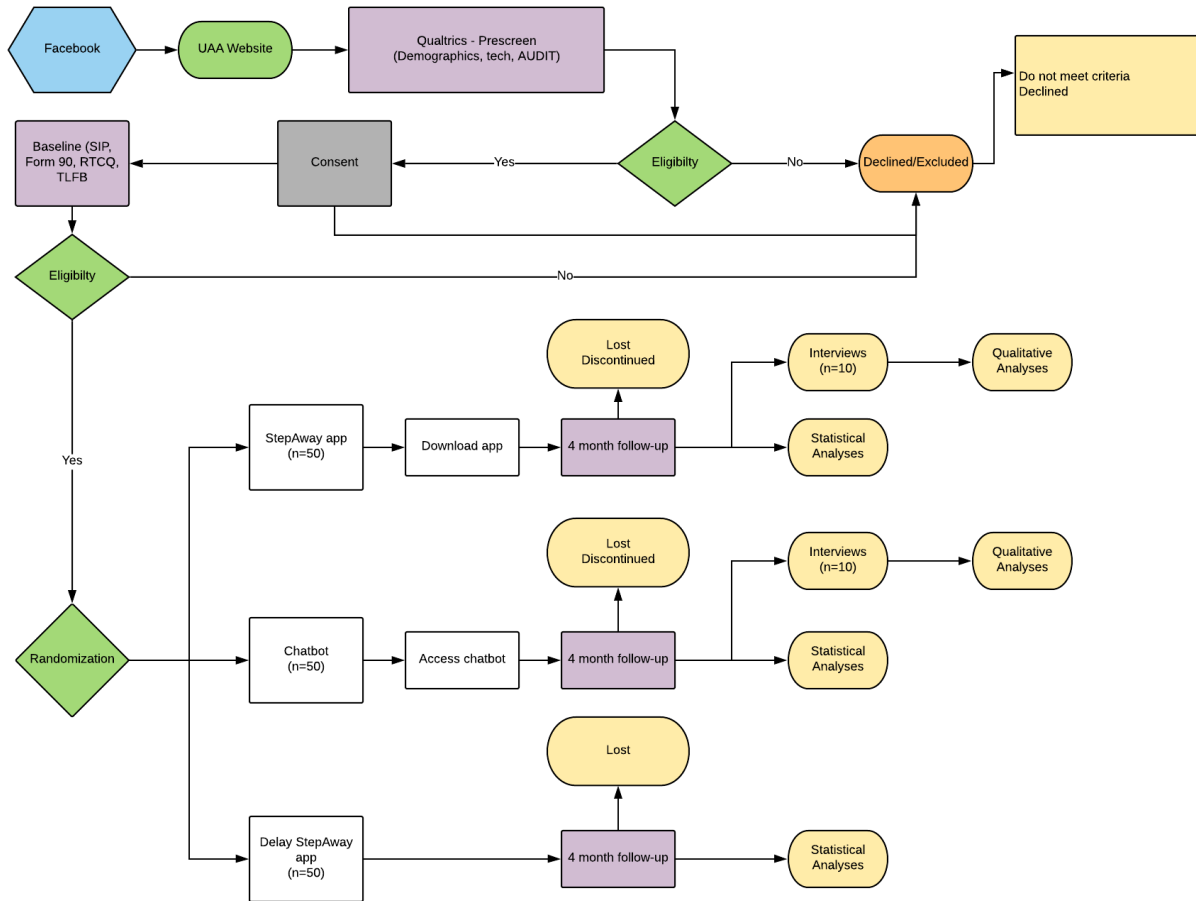 Facebook
UAA Website
Qualtrics - Prescreen
(Demographics, tech, AUDIT)
Do not meet criteria
Declined
Baseline (SIP,
Form 90, RTCQ,
TLFB
Consent
Yes
Eligibilty
No
Declined/Excluded
Eligibilty
No
Yes
Lost
Discontinued
Interviews
(n=10)
Qualitative
Analyses
StepAway app
(n=50)
Download app
4 month follow-up
Statistical
Analyses
Lost
Discontinued
Interviews
(n=10)
Qualitative
Analyses
Randomization
Chatbot
(n=50)
Access chatbot
4 month follow-up
Statistical
Analyses
Lost
Delay StepAway
app
(n=50)
4 month follow-up
Statistical
Analyses